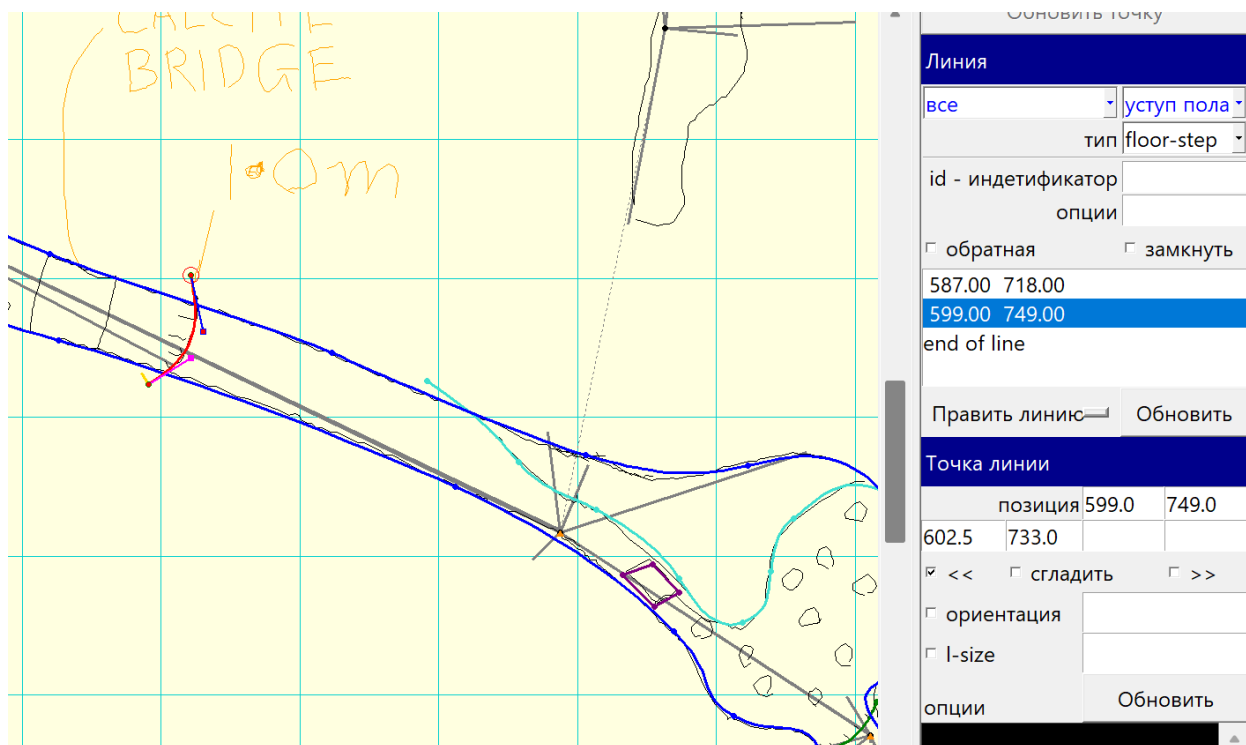 CALCITE
BRIDGE
1.0m
Обновить точку
Линия
все уступ пола
тип floor-step
id - индетификатор
опции
обратная замкнуть
587.00 718.00
599.00 749.00
end of line
Править линию Обновить
Точка линии
позиция 599.0 749.0
602.5 733.0
<< сгладить >>
ориентация
l-size
опции Обновить